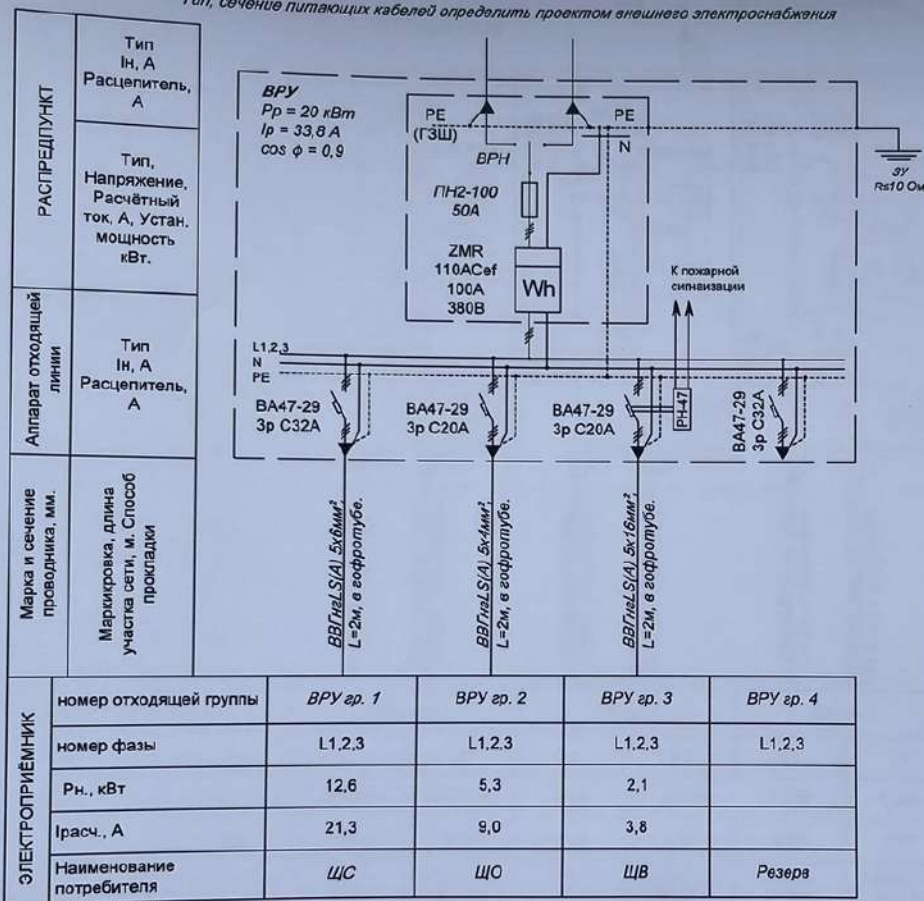 Тип, сечение питающих кабелей определить проектом внешнего электроснабжения
РАСПРЕДПУНКТ
Тип
Iн, А
Расцепитель,
А
Тип,
Напряжение,
Расчётный
ток, А, Устан.
мощность
кВт.
ВРУ
Рр = 20 кВт
Iр = 33,8 А
cos φ = 0,9
PE
(ГЗШ)
PE
N
ВРН
ПН2-100
50А
ZMR
110ACef
100А
380В
Wh
ЗУ
R≤10 Ом
К пожарной
сигнализации
Аппарат отходящей
линии
Тип
Iн, А
Расцепитель,
А
L1,2,3
N
PE
ВА47-29
3р С32А
ВА47-29
3р С20А
ВА47-29
3р С20А
РН-47
ВА47-29
3р С32А
Марка и сечение
проводника, мм.
Маркикровка, длина
участка сети, м. Способ
прокладки
ВВГнгLS(А) 5х6мм²,
L=2м, в гофротубе.
ВВГнгLS(А) 5х4мм²,
L=2м, в гофротубе.
ВВГнгLS(А) 5х16мм²,
L=2м, в гофротубе.
ЭЛЕКТРОПРИЁМНИК
номер отходящей группы ВРУ гр. 1 ВРУ гр. 2 ВРУ гр. 3 ВРУ гр. 4
номер фазы L1,2,3 L1,2,3 L1,2,3 L1,2,3
Рн., кВт 12,6 5,3 2,1
Iрасч., А 21,3 9,0 3,8
Наименование
потребителя ЩС ЩО ЩВ Резерв